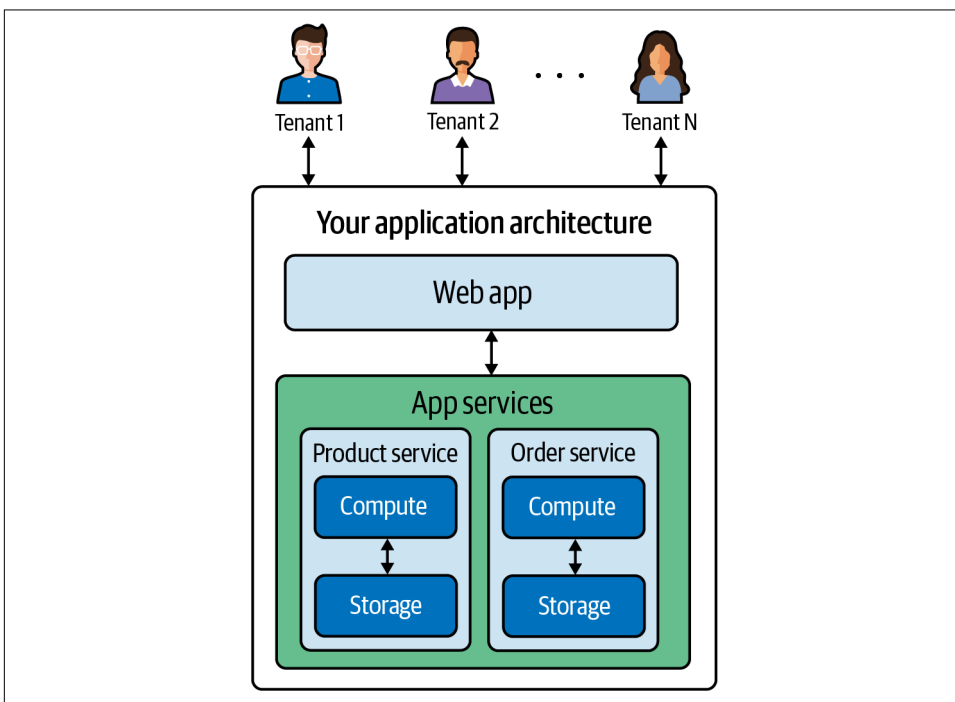 Tenant 1
Tenant 2
. . .
Tenant N
Your application architecture
Web app
App services
Product service
Order service
Compute
Compute
Storage
Storage